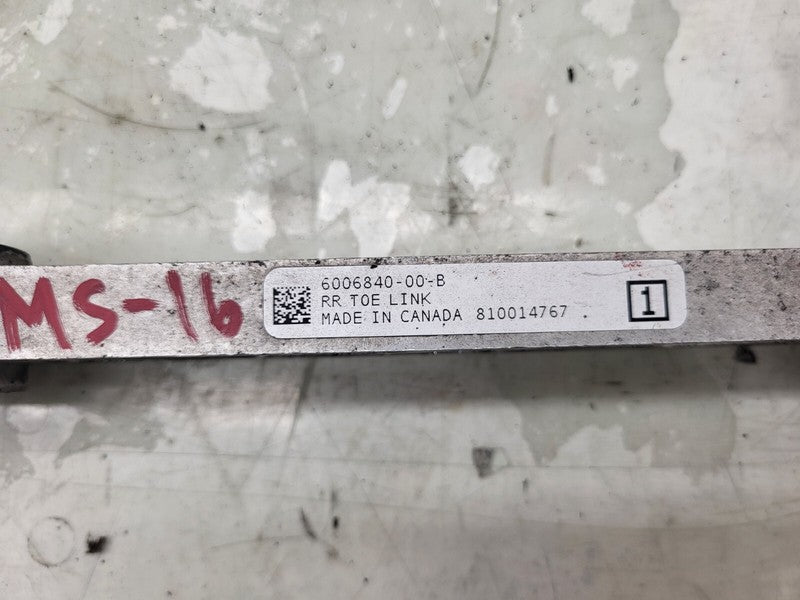 MS-16
6006840-00-B
RR TOE LINK
MADE IN CANADA 810014767
1